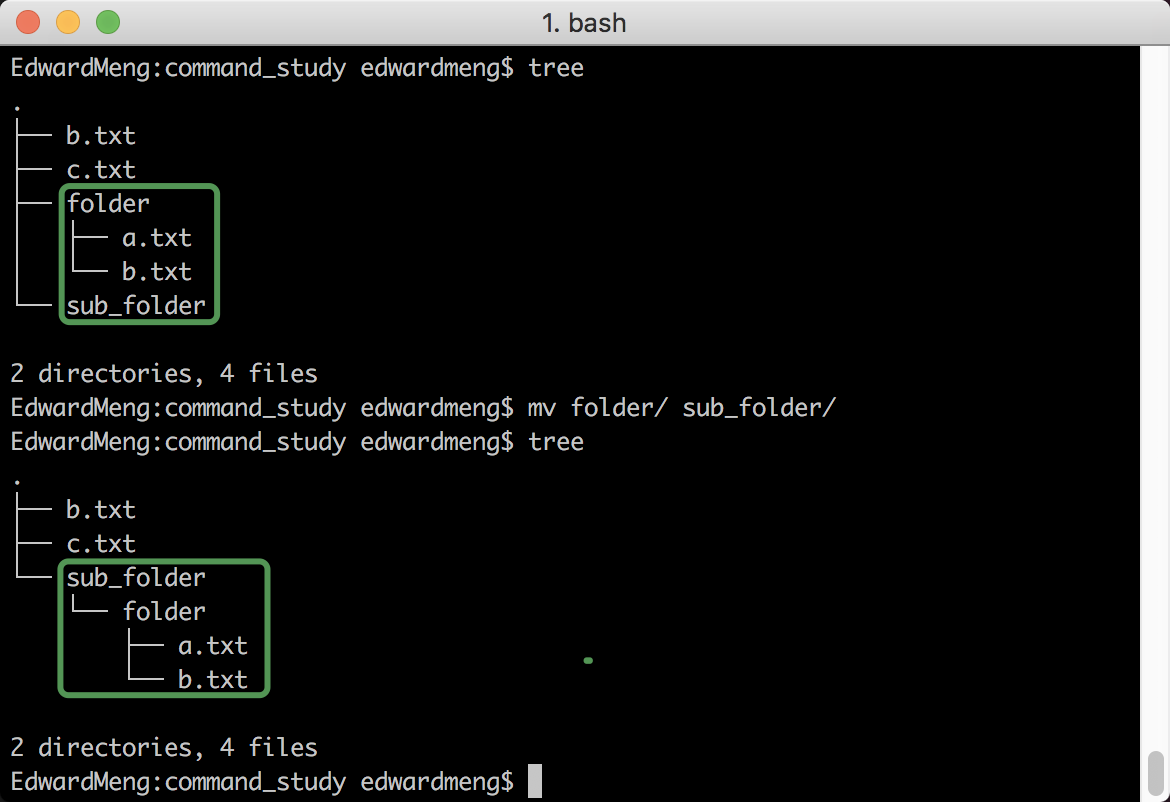 1. bash
EdwardMeng:command_study edwardmeng$ tree
.
├── b.txt
├── c.txt
├── folder
│   ├── a.txt
│   └── b.txt
└── sub_folder
2 directories, 4 files
EdwardMeng:command_study edwardmeng$ mv folder/ sub_folder/
EdwardMeng:command_study edwardmeng$ tree
.
├── b.txt
├── c.txt
└── sub_folder
    └── folder
        ├── a.txt
        └── b.txt
2 directories, 4 files
EdwardMeng:command_study edwardmeng$